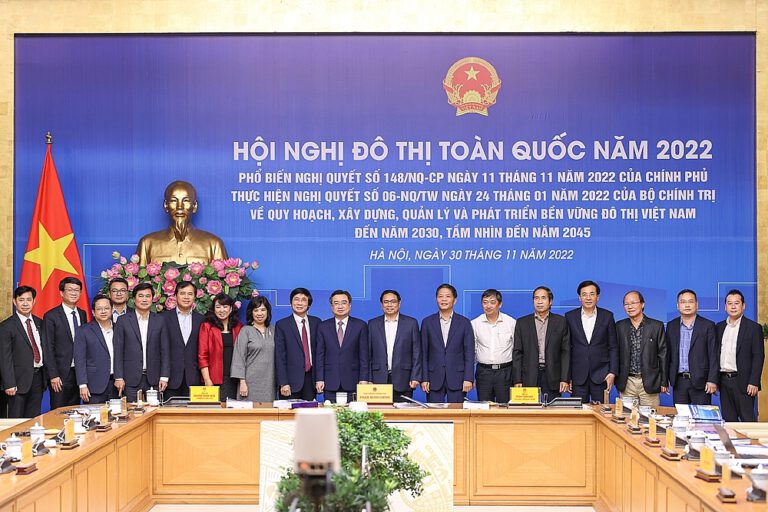 HỘI NGHỊ ĐÔ THỊ TOÀN QUỐC NĂM 2022
PHỔ BIẾN NGHỊ QUYẾT SỐ 148/NQ-CP NGÀY 11 THÁNG 11 NĂM 2022 CỦA CHÍNH PHỦ
THỰC HIỆN NGHỊ QUYẾT SỐ 06-NQ/TW NGÀY 24 THÁNG 01 NĂM 2022 CỦA BỘ CHÍNH TRỊ
VỀ QUY HOẠCH, XÂY DỰNG, QUẢN LÝ VÀ PHÁT TRIỂN BỀN VỮNG ĐÔ THỊ VIỆT NAM
ĐẾN NĂM 2030, TẦM NHÌN ĐẾN NĂM 2045
HÀ NỘI, NGÀY 30 THÁNG 11 NĂM 2022